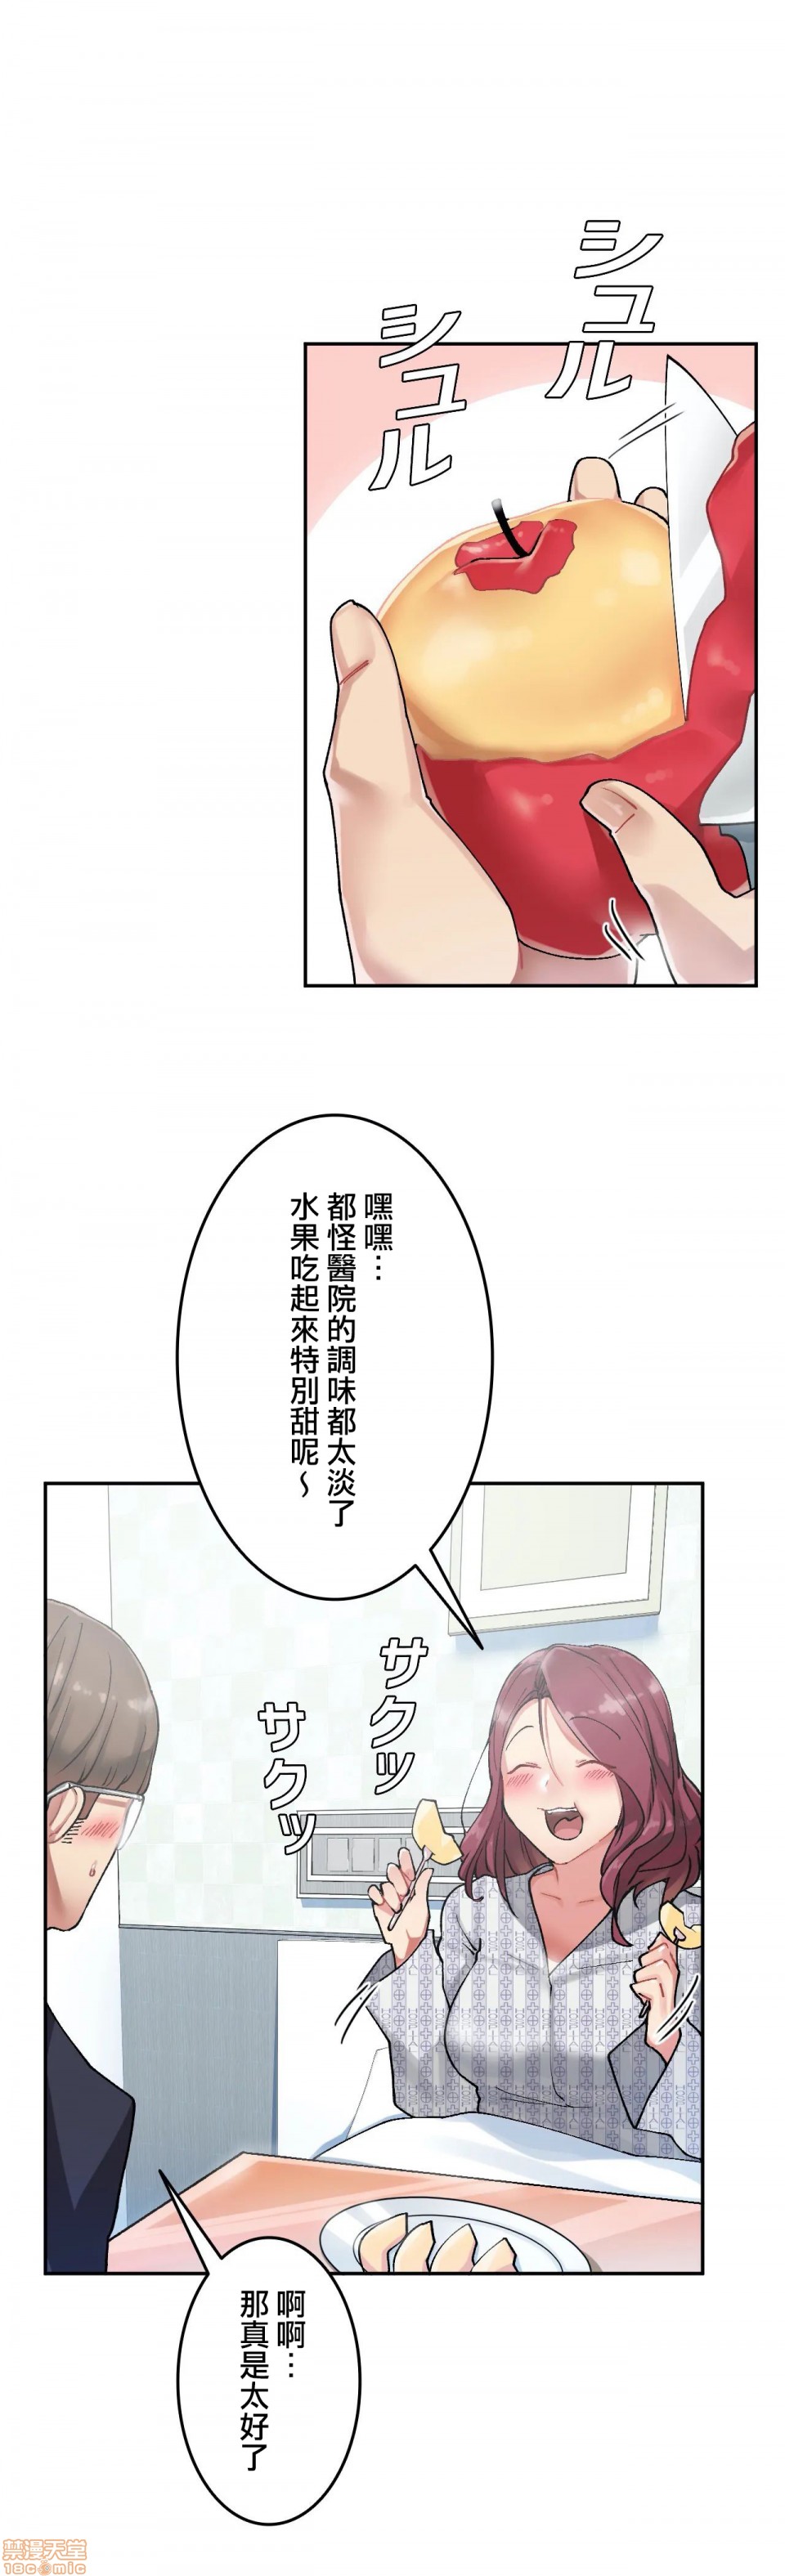 シュル
シュル
嘿嘿…
都怪醫院的調味都太淡了
水果吃起來特別甜呢～
サクッ
サクッ
啊啊…
那真是太好了
禁漫天堂
18comic